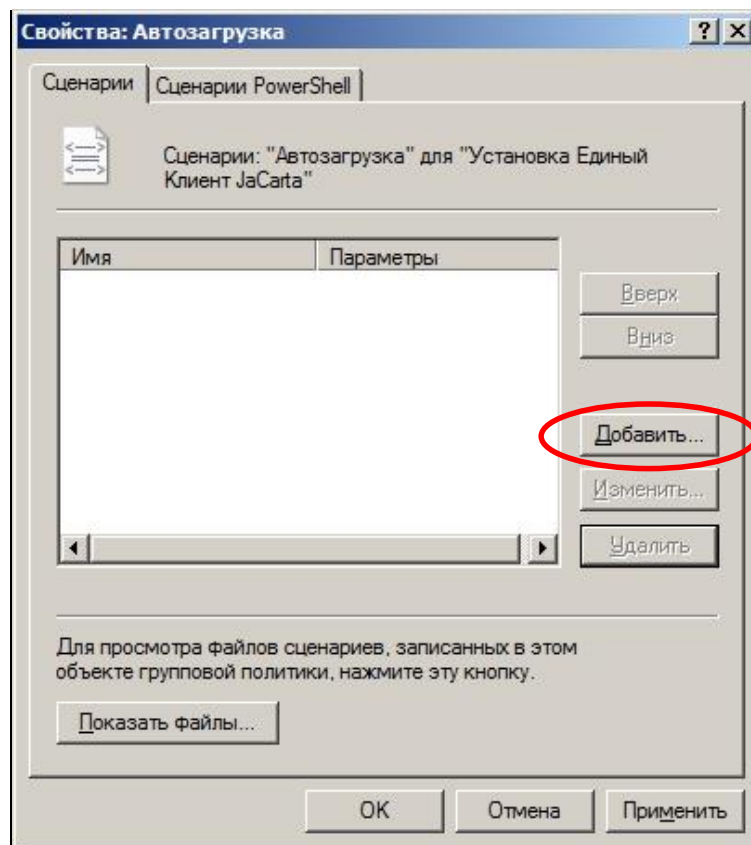 Свойства: Автозагрузка
Сценарии
Сценарии PowerShell
Сценарии: "Автозагрузка" для "Установка Единый
Клиент JaCarta"
Имя
Параметры
Вверх
Вниз
Добавить...
Изменить...
Удалить
Для просмотра файлов сценариев, записанных в этом
объекте групповой политики, нажмите эту кнопку.
Показать файлы...
OK
Отмена
Применить